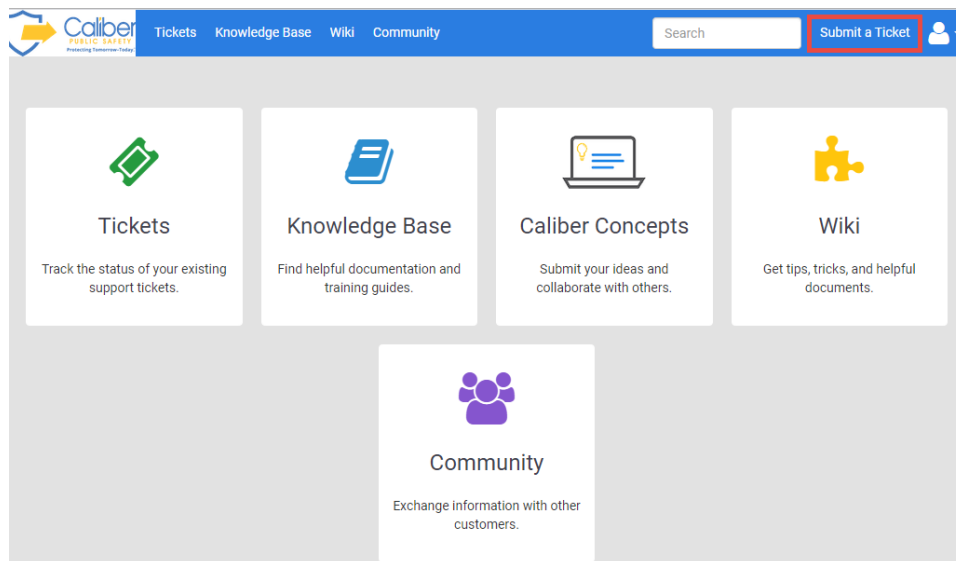 Caliber
PUBLIC SAFETY
Protecting Tomorrow-Today
Tickets Knowledge Base Wiki Community Search Submit a Ticket
Tickets
Track the status of your existing
support tickets.
Knowledge Base
Find helpful documentation and
training guides.
Caliber Concepts
Submit your ideas and
collaborate with others.
Wiki
Get tips, tricks, and helpful
documents.
Community
Exchange information with other
customers.